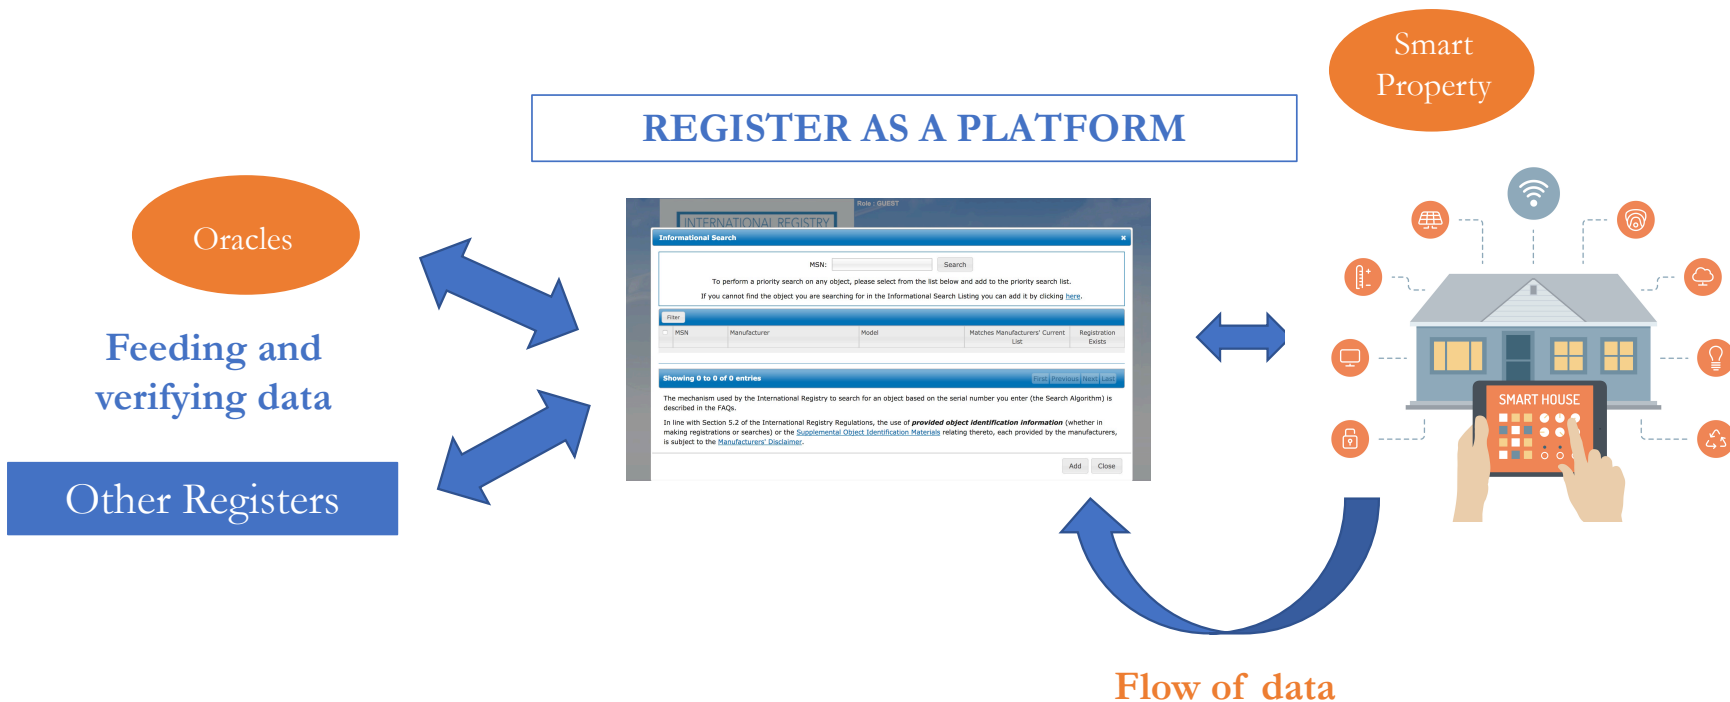 Smart
Property
REGISTER AS A PLATFORM
Oracles
Feeding and
verifying data
Other Registers
Role : GUEST
INTERNATIONAL REGISTRY
Informational Search
x
MSN:
Search
To perform a priority search on any object, please select from the list below and add to the priority search list.
If you cannot find the object you are searching for in the Informational Search Listing you can add it by clicking here.
Filter
MSN Manufacturer Model Matches Manufacturers' Current Registration
List Exists
Showing 0 to 0 of 0 entries First Previous Next Last
The mechanism used by the International Registry to search for an object based on the serial number you enter (the Search Algorithm) is
described in the FAQs.
In line with Section 5.2 of the International Registry Regulations, the use of provided object identification information (whether in
making registrations or searches) or the Supplemental Object Identification Materials relating thereto, each provided by the manufacturers,
is subject to the Manufacturers' Disclaimer.
Add Close
SMART HOUSE
Flow of data